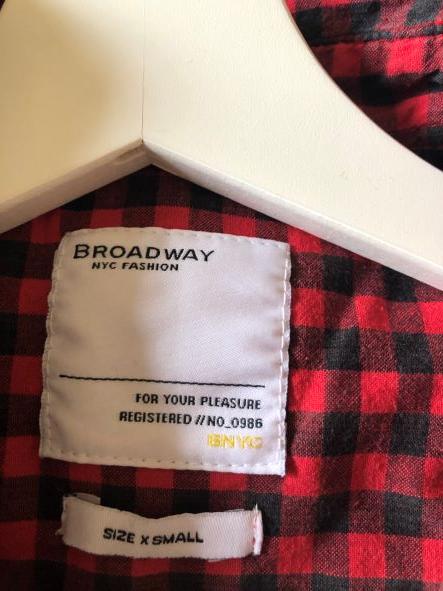 BROADWAY
NYC FASHION
FOR YOUR PLEASURE
REGISTERED // NO_0986
BNYC
SIZE X SMALL